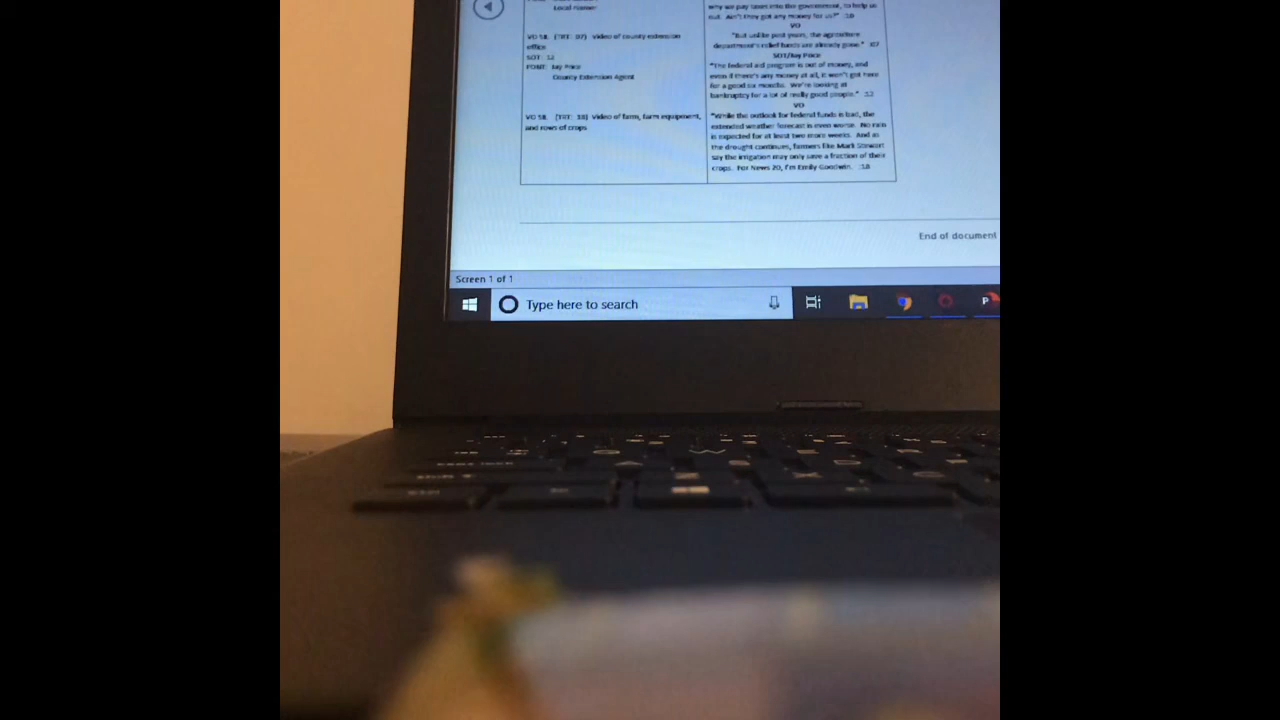 Local Farmer
VO SB. (TRT: 07) Video of county extension
office
SOT: 12
FONT: Jay Price
County Extension Agent
VO SB. (TRT: 18) Video of farm, farm equipment,
and rows of crops
why we pay taxes into the government, to help us
out. Ain't they got any money for us?" :10
VO
"But unlike past years, the agriculture
department's relief funds are already gone." :07
SOT/Jay Price
"The federal aid program is out of money, and
even if there's any money at all, it won't get here
for a good six months. We're looking at
bankruptcy for a lot of really good people." :12
VO
"While the outlook for federal funds is bad, the
extended weather forecast is even worse. No rain
is expected for at least two more weeks. And as
the drought continues, farmers like Mark Stewart
say the irrigation may only save a fraction of their
crops. For News 20, I'm Emily Goodwin. :18
End of document
Screen 1 of 1
Type here to search
P